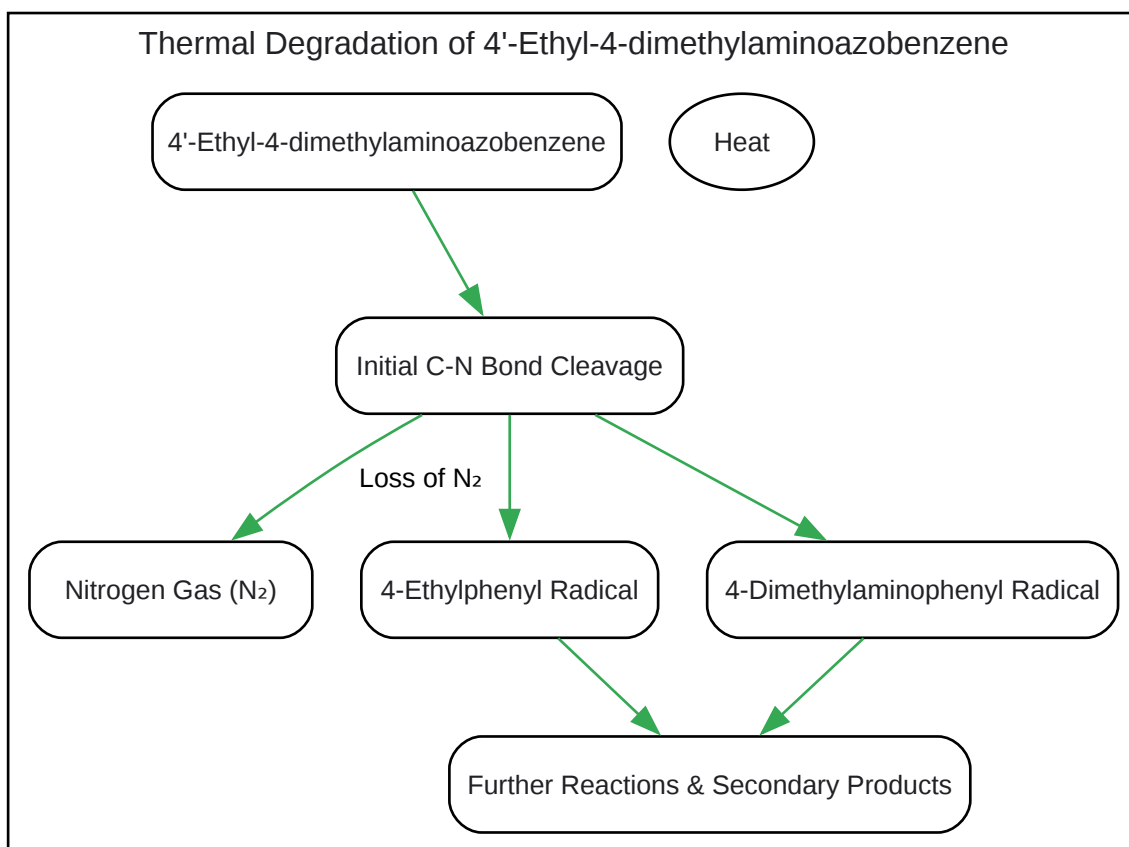 Thermal Degradation of 4'-Ethyl-4-dimethylaminoazobenzene
4'-Ethyl-4-dimethylaminoazobenzene
Heat
Initial C-N Bond Cleavage
Loss of N₂
Nitrogen Gas (N₂)
4-Ethylphenyl Radical
4-Dimethylaminophenyl Radical
Further Reactions & Secondary Products